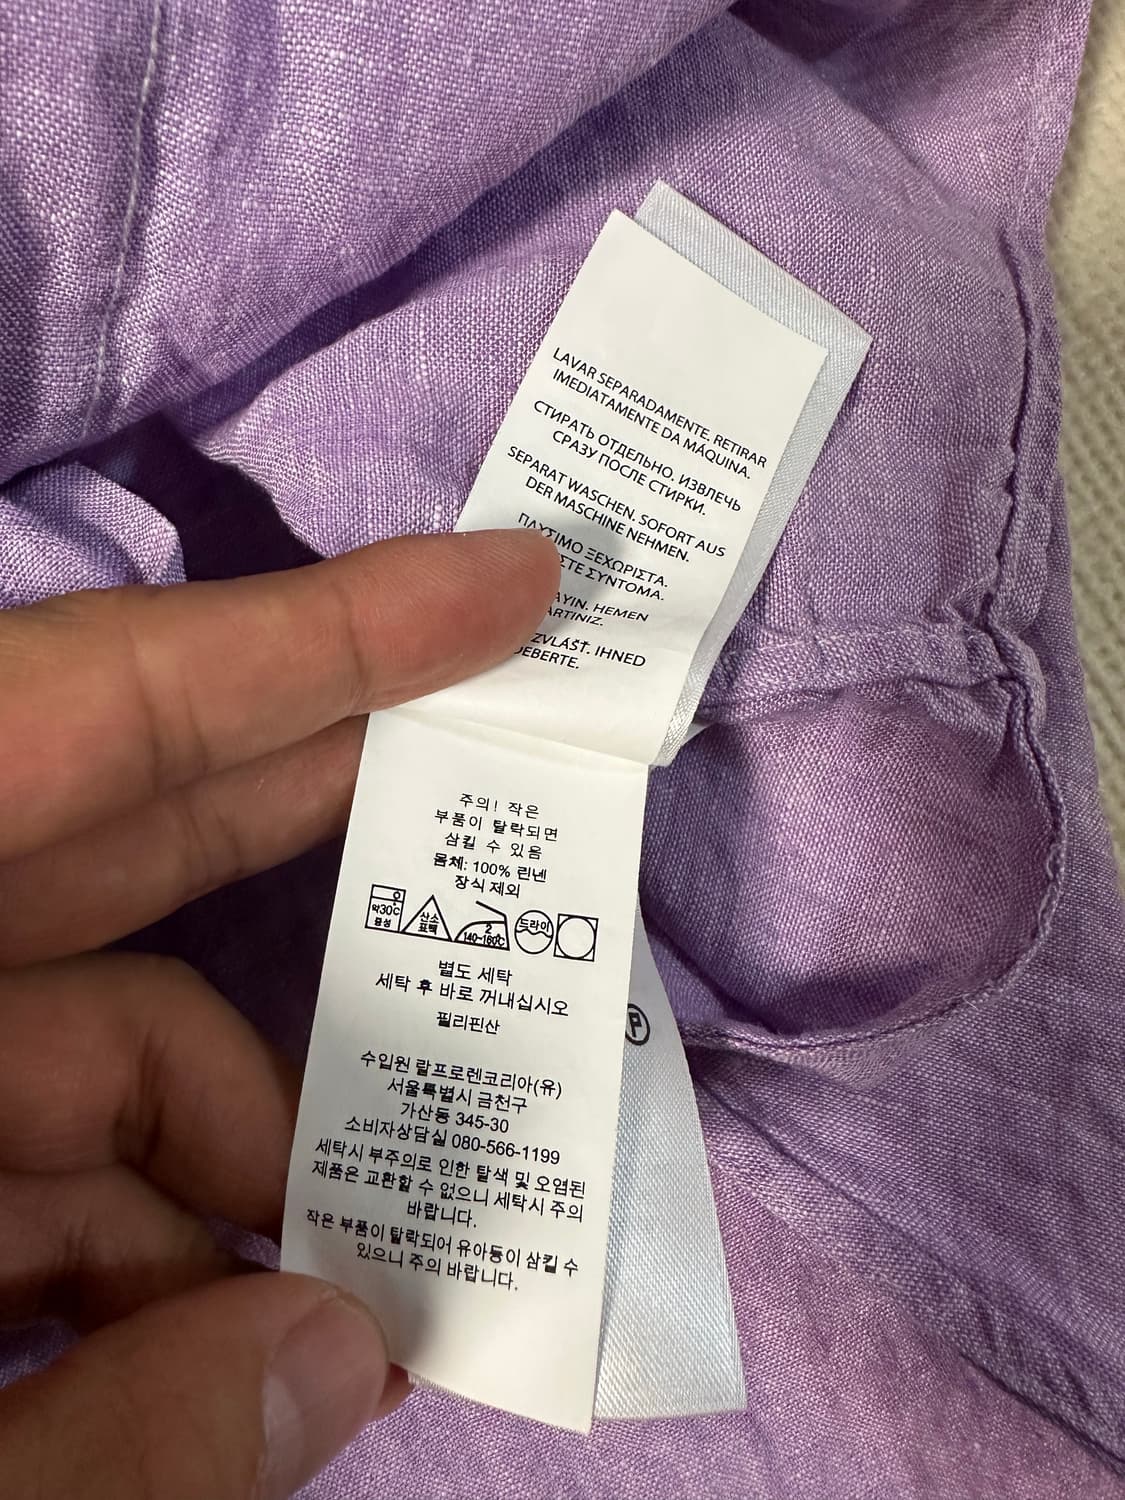 LAVAR SEPARADAMENTE. RETIRAR
IMEDIATAMENTE DA MÁQUINA.
СТИРАТЬ ОТДЕЛЬНО. ИЗВЛЕЧЬ
СРАЗУ ПОСЛЕ СТИРКИ.
SEPARAT WASCHEN. SOFORT AUS
DER MASCHINE NEHMEN.
ΠΛΥΣΙΜΟ ΞΕΧΩΡΙΣΤΑ.
ΣΥΝΤΟΜΑ.
HEMEN
ZVLÁŠŤ. IHNED
주의! 작은
부품이 탈락되면
삼킬 수 있음
몸체: 100% 린넨
장식 제외
약30℃
중성
산소
표백
2
140~160℃
드라이
별도 세탁
세탁 후 바로 꺼내십시오
필리핀산
P
수입원 랄프로렌코리아(유)
서울특별시 금천구
가산동 345-30
소비자상담실 080-566-1199
세탁시 부주의로 인한 탈색 및 오염된
제품은 교환할 수 없으니 세탁시 주의
바랍니다.
작은 부품이 탈락되어 유아동이 삼킬 수
있으니 주의 바랍니다.